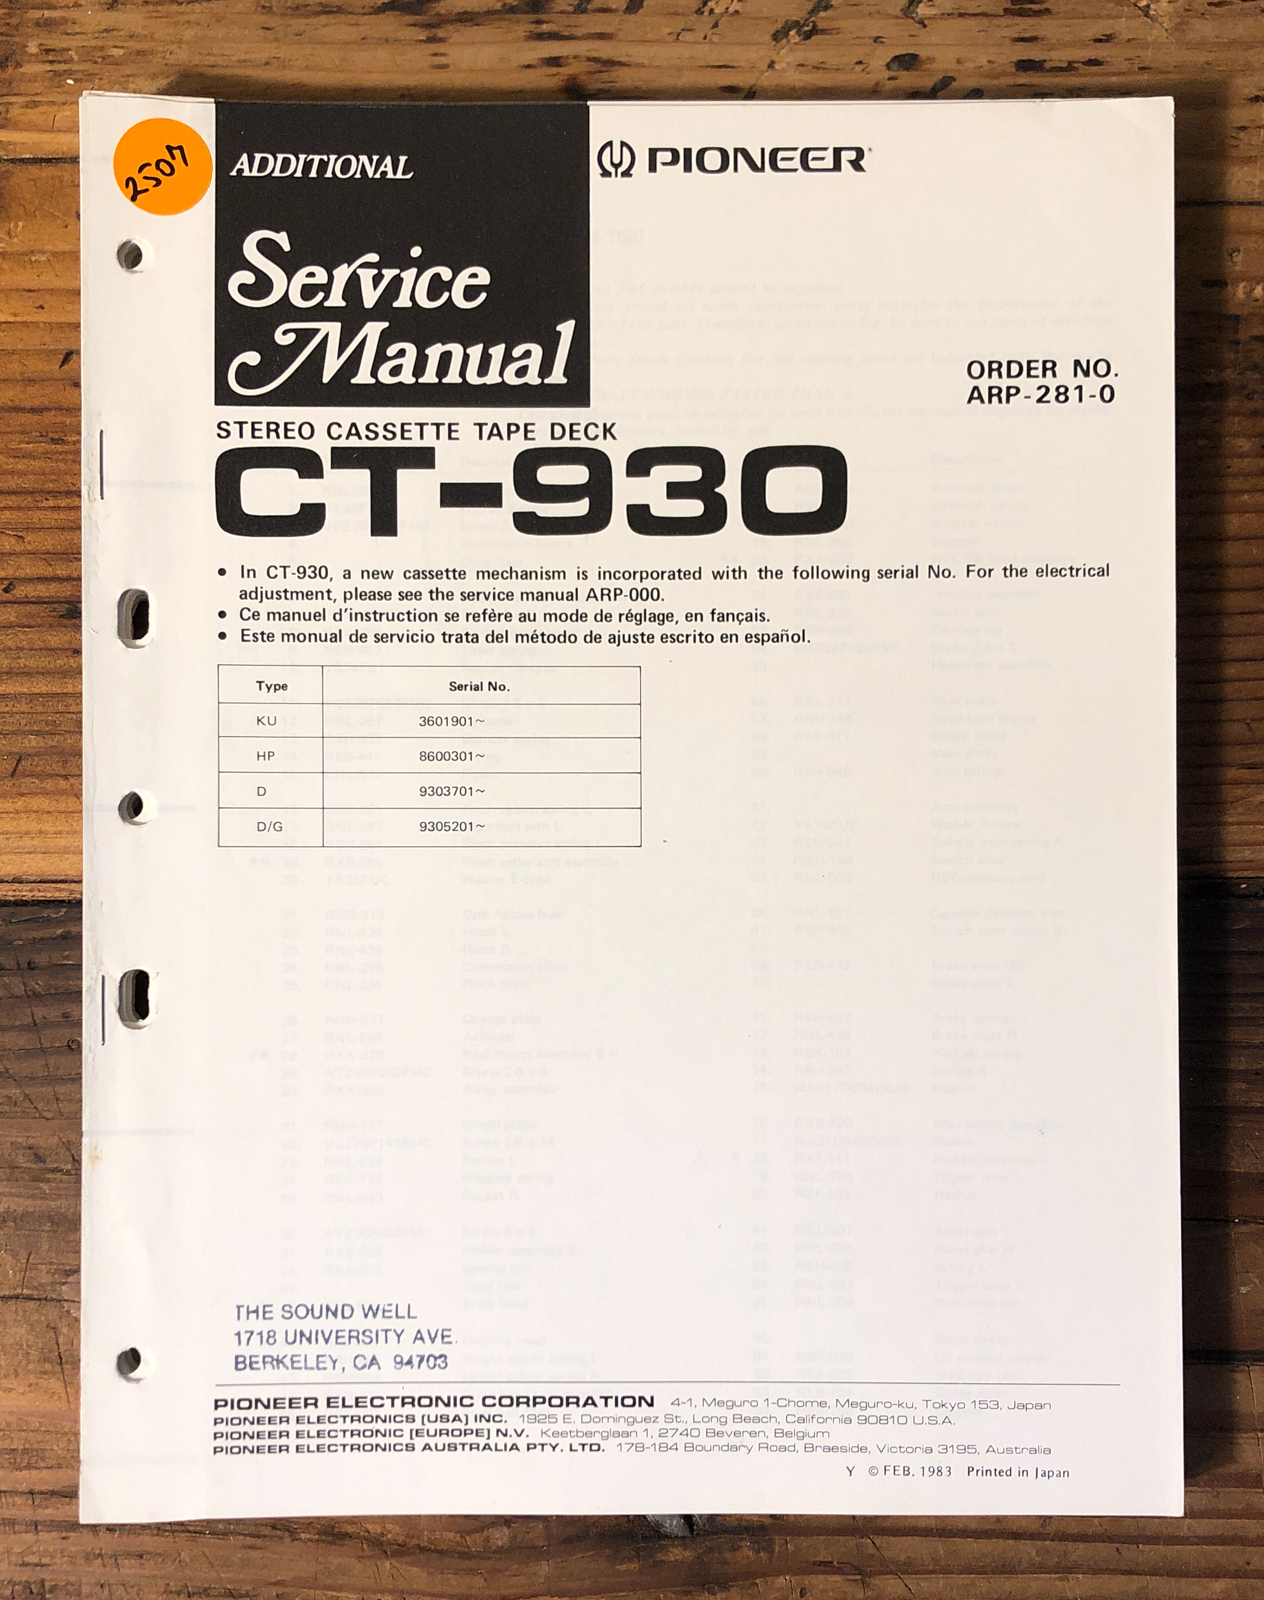 2507
ADDITIONAL
Service
Manual
PIONEER
ORDER NO.
ARP-281-0
STEREO CASSETTE TAPE DECK
CT-930
• In CT-930, a new cassette mechanism is incorporated with the following serial No. For the electrical
adjustment, please see the service manual ARP-000.
• Ce manuel d'instruction se refère au mode de réglage, en fançais.
• Este monual de servicio trata del método de ajuste escrito en español.
Type Serial No.
KU 3601901~
HP 8600301~
D 9303701~
D/G 9305201~
THE SOUND WELL
1718 UNIVERSITY AVE.
BERKELEY, CA 94703
PIONEER ELECTRONIC CORPORATION 4-1, Meguro 1-Chome, Meguro-ku, Tokyo 153, Japan
PIONEER ELECTRONICS [USA] INC. 1925 E. Dominguez St., Long Beach, California 90810 U.S.A.
PIONEER ELECTRONIC [EUROPE] N.V. Keetberglaan 1, 2740 Beveren, Belgium
PIONEER ELECTRONICS AUSTRALIA PTY. LTD. 178-184 Boundary Road, Braeside, Victoria 3195, Australia
Y © FEB. 1983 Printed in Japan